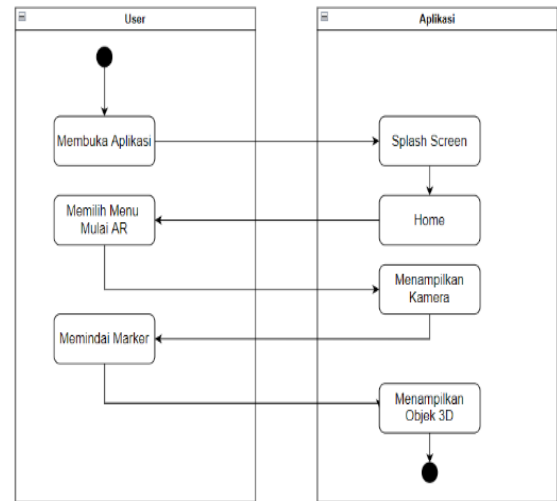 User
Aplikasi
Membuka Aplikasi
Splash Screen
Memilih Menu
Mulai AR
Home
Menampilkan
Kamera
Memindai Marker
Menampilkan
Objek 3D